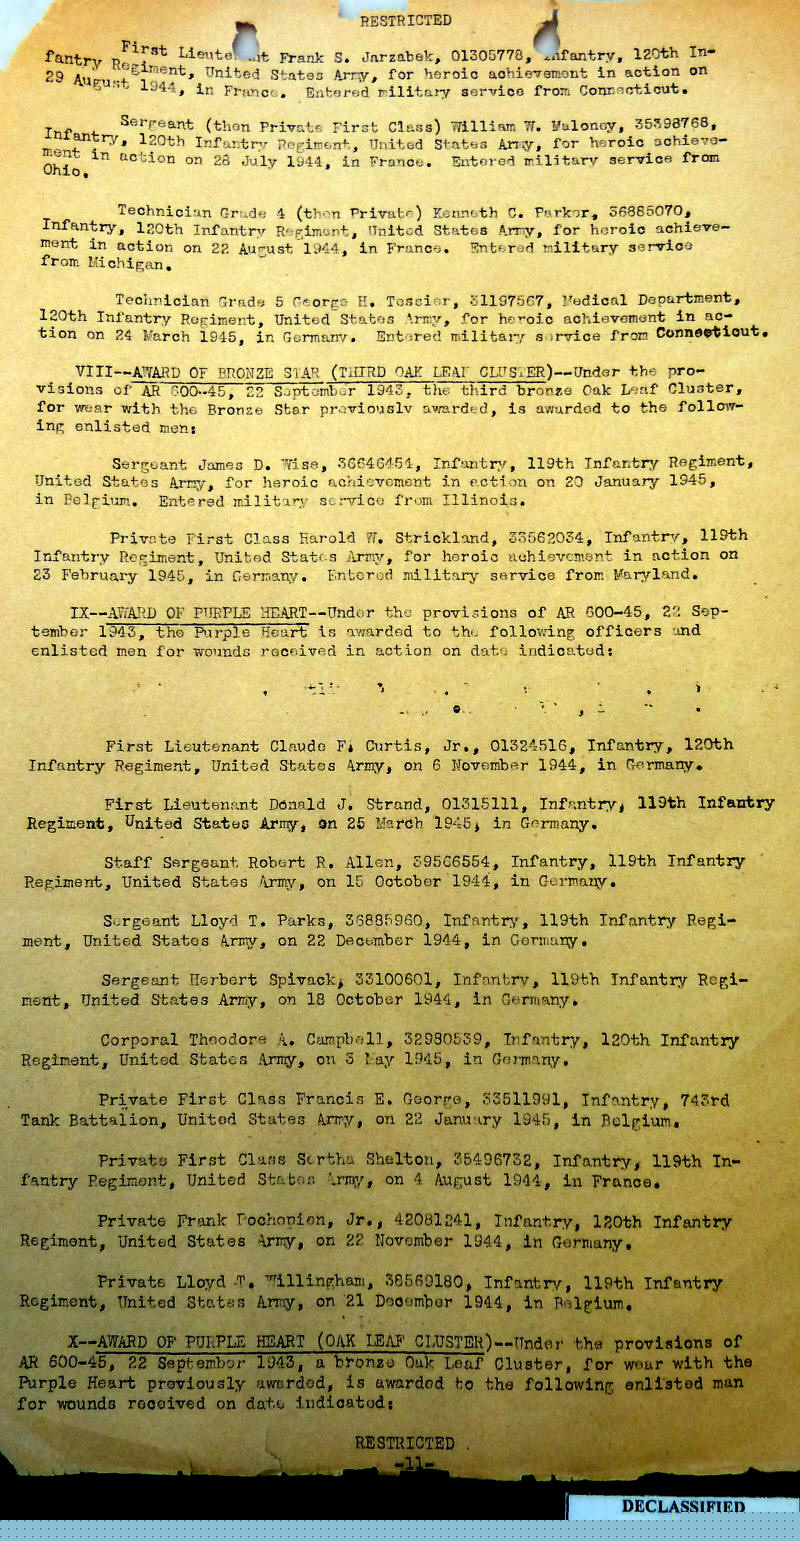 RESTRICTED
First Lieutenant Frank S. Jarzabek, 01305778, Infantry, 120th In-
fantry Regiment, United States Army, for heroic achievement in action on
29 August 1944, in France. Entered military service from Connecticut.
Sergeant (then Private First Class) William W. Maloney, 35398768,
Infantry, 120th Infantry Regiment, United States Army, for heroic achieve-
ment in action on 28 July 1944, in France. Entered military service from
Ohio.
Technician Grade 4 (then Private) Kenneth C. Parker, 36885070,
Infantry, 120th Infantry Regiment, United States Army, for heroic achieve-
ment in action on 22 August 1944, in France. Entered military service
from Michigan.
Technician Grade 5 George H. Tessier, 31197567, Medical Department,
120th Infantry Regiment, United States Army, for heroic achievement in ac-
tion on 24 March 1945, in Germany. Entered military service from Connecticut.
VIII--AWARD OF BRONZE STAR (THIRD OAK LEAF CLUSTER)--Under the pro-
visions of AR 600-45, 22 September 1943, the third bronze Oak Leaf Cluster,
for wear with the Bronze Star previously awarded, is awarded to the follow-
ing enlisted men:
Sergeant James D. Wise, 36646454, Infantry, 119th Infantry Regiment,
United States Army, for heroic achievement in action on 20 January 1945,
in Belgium. Entered military service from Illinois.
Private First Class Harold W. Strickland, 33562034, Infantry, 119th
Infantry Regiment, United States Army, for heroic achievement in action on
23 February 1945, in Germany. Entered military service from Maryland.
IX--AWARD OF PURPLE HEART--Under the provisions of AR 600-45, 22 Sep-
tember 1943, the Purple Heart is awarded to the following officers and
enlisted men for wounds received in action on date indicated:
First Lieutenant Claude F. Curtis, Jr., 01324516, Infantry, 120th
Infantry Regiment, United States Army, on 6 November 1944, in Germany.
First Lieutenant Donald J. Strand, 01315111, Infantry, 119th Infantry
Regiment, United States Army, on 25 March 1945, in Germany.
Staff Sergeant Robert R. Allen, 39566554, Infantry, 119th Infantry
Regiment, United States Army, on 15 October 1944, in Germany.
Sergeant Lloyd T. Parks, 36885960, Infantry, 119th Infantry Regi-
ment, United States Army, on 22 December 1944, in Germany.
Sergeant Herbert Spivack, 33100601, Infantry, 119th Infantry Regi-
ment, United States Army, on 18 October 1944, in Germany.
Corporal Theodore A. Campbell, 32980539, Infantry, 120th Infantry
Regiment, United States Army, on 3 May 1945, in Germany.
Private First Class Francis E. George, 33511991, Infantry, 743rd
Tank Battalion, United States Army, on 22 January 1945, in Belgium.
Private First Class Shelton, 35496732, Infantry, 119th In-
fantry Regiment, United States Army, on 4 August 1944, in France.
Private Frank Jr., 42081241, Infantry, 120th Infantry
Regiment, United States Army, on 22 November 1944, in Germany.
Private Lloyd T. Willingham, 38569180, Infantry, 119th Infantry
Regiment, United States Army, on 21 December 1944, in Belgium.
X--AWARD OF PURPLE HEART (OAK LEAF CLUSTER)--Under the provisions of
AR 600-45, 22 September 1943, a bronze Oak Leaf Cluster, for wear with the
Purple Heart previously awarded, is awarded to the following enlisted man
for wounds received on date indicated:
RESTRICTED
-11-
DECLASSIFIED